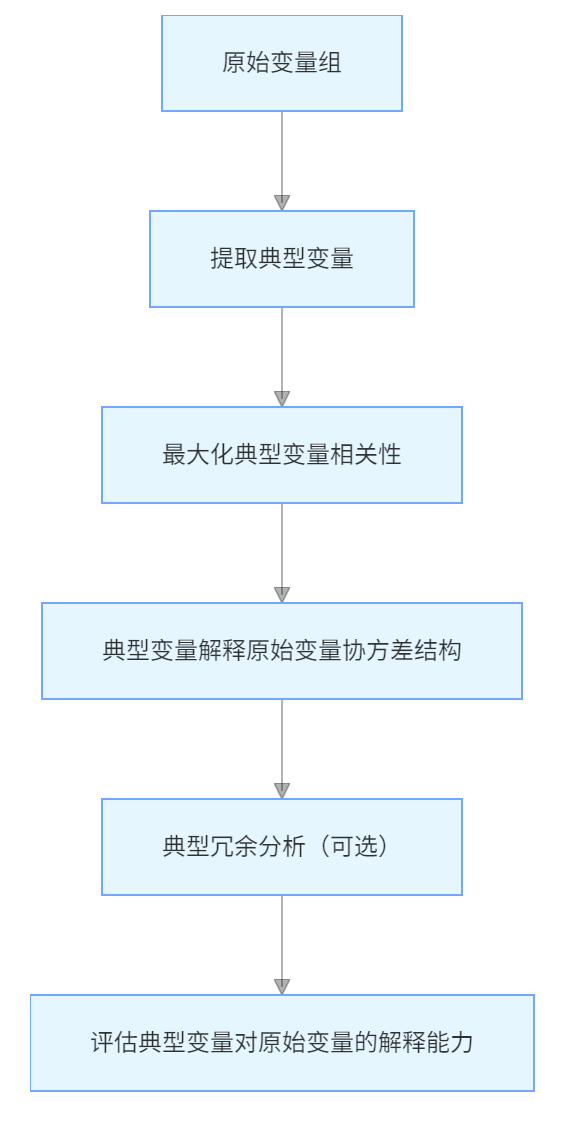 原始变量组
提取典型变量
最大化典型变量相关性
典型变量解释原始变量协方差结构
典型冗余分析（可选）
评估典型变量对原始变量的解释能力